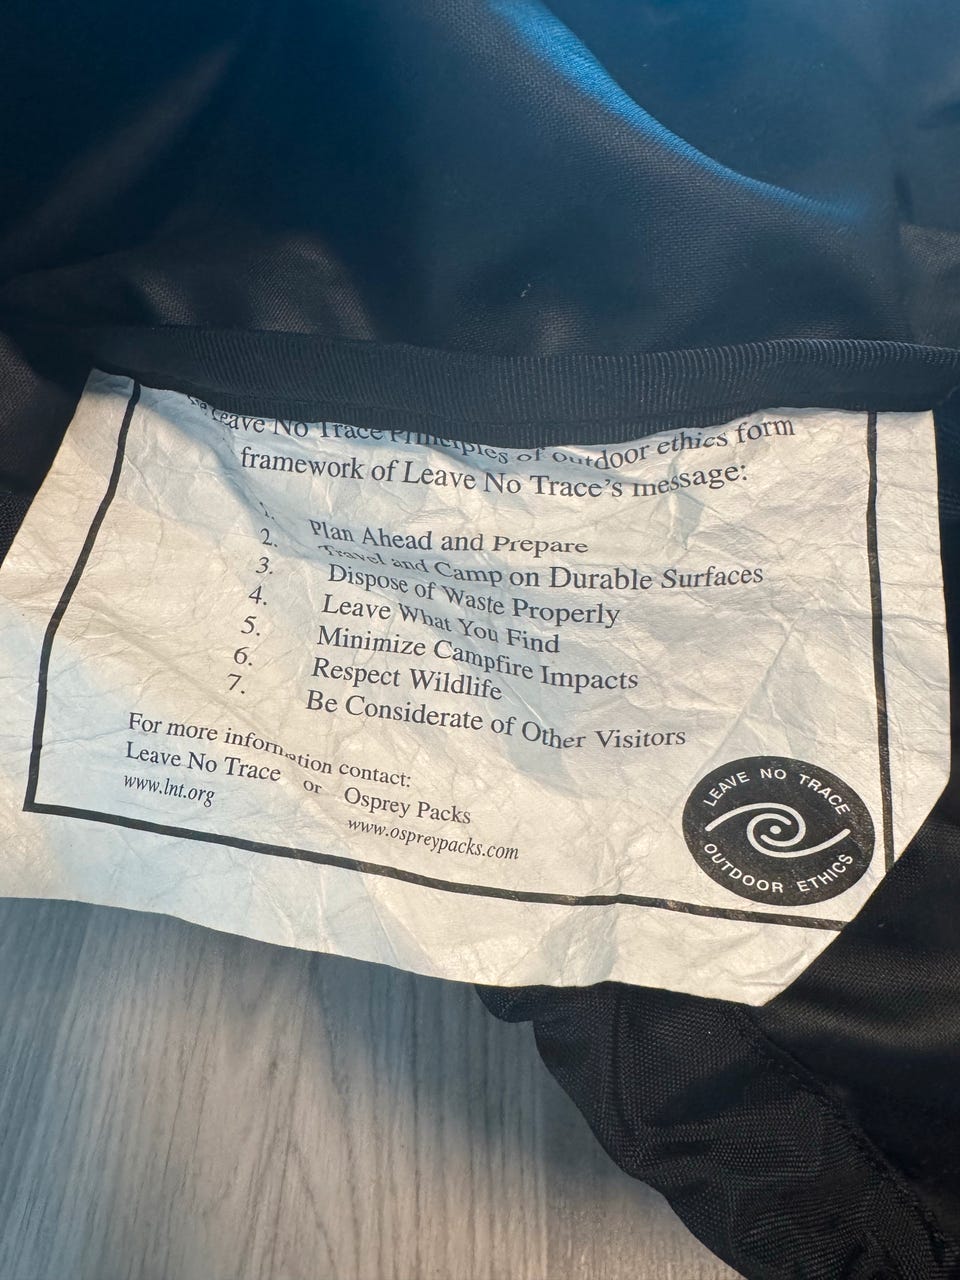 Leave No Trace Principles of outdoor ethics form
framework of Leave No Trace's message:
1. Plan Ahead and Prepare
2. Travel and Camp on Durable Surfaces
3. Dispose of Waste Properly
4. Leave What You Find
5. Minimize Campfire Impacts
6. Respect Wildlife
7. Be Considerate of Other Visitors
For more information contact:
Leave No Trace or Osprey Packs
www.lnt.org www.ospreypacks.com
LEAVE NO TRACE
OUTDOOR ETHICS